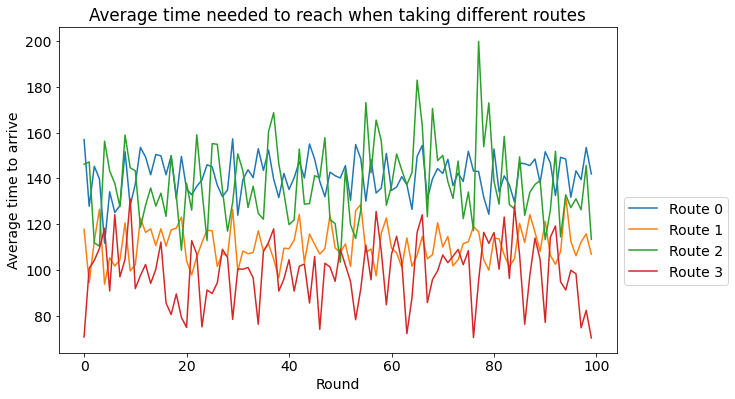 Average time needed to reach when taking different routes
Average time to arrive
200
180
160
140
120
100
80
0
20
40
60
80
100
Round
Route 0
Route 1
Route 2
Route 3